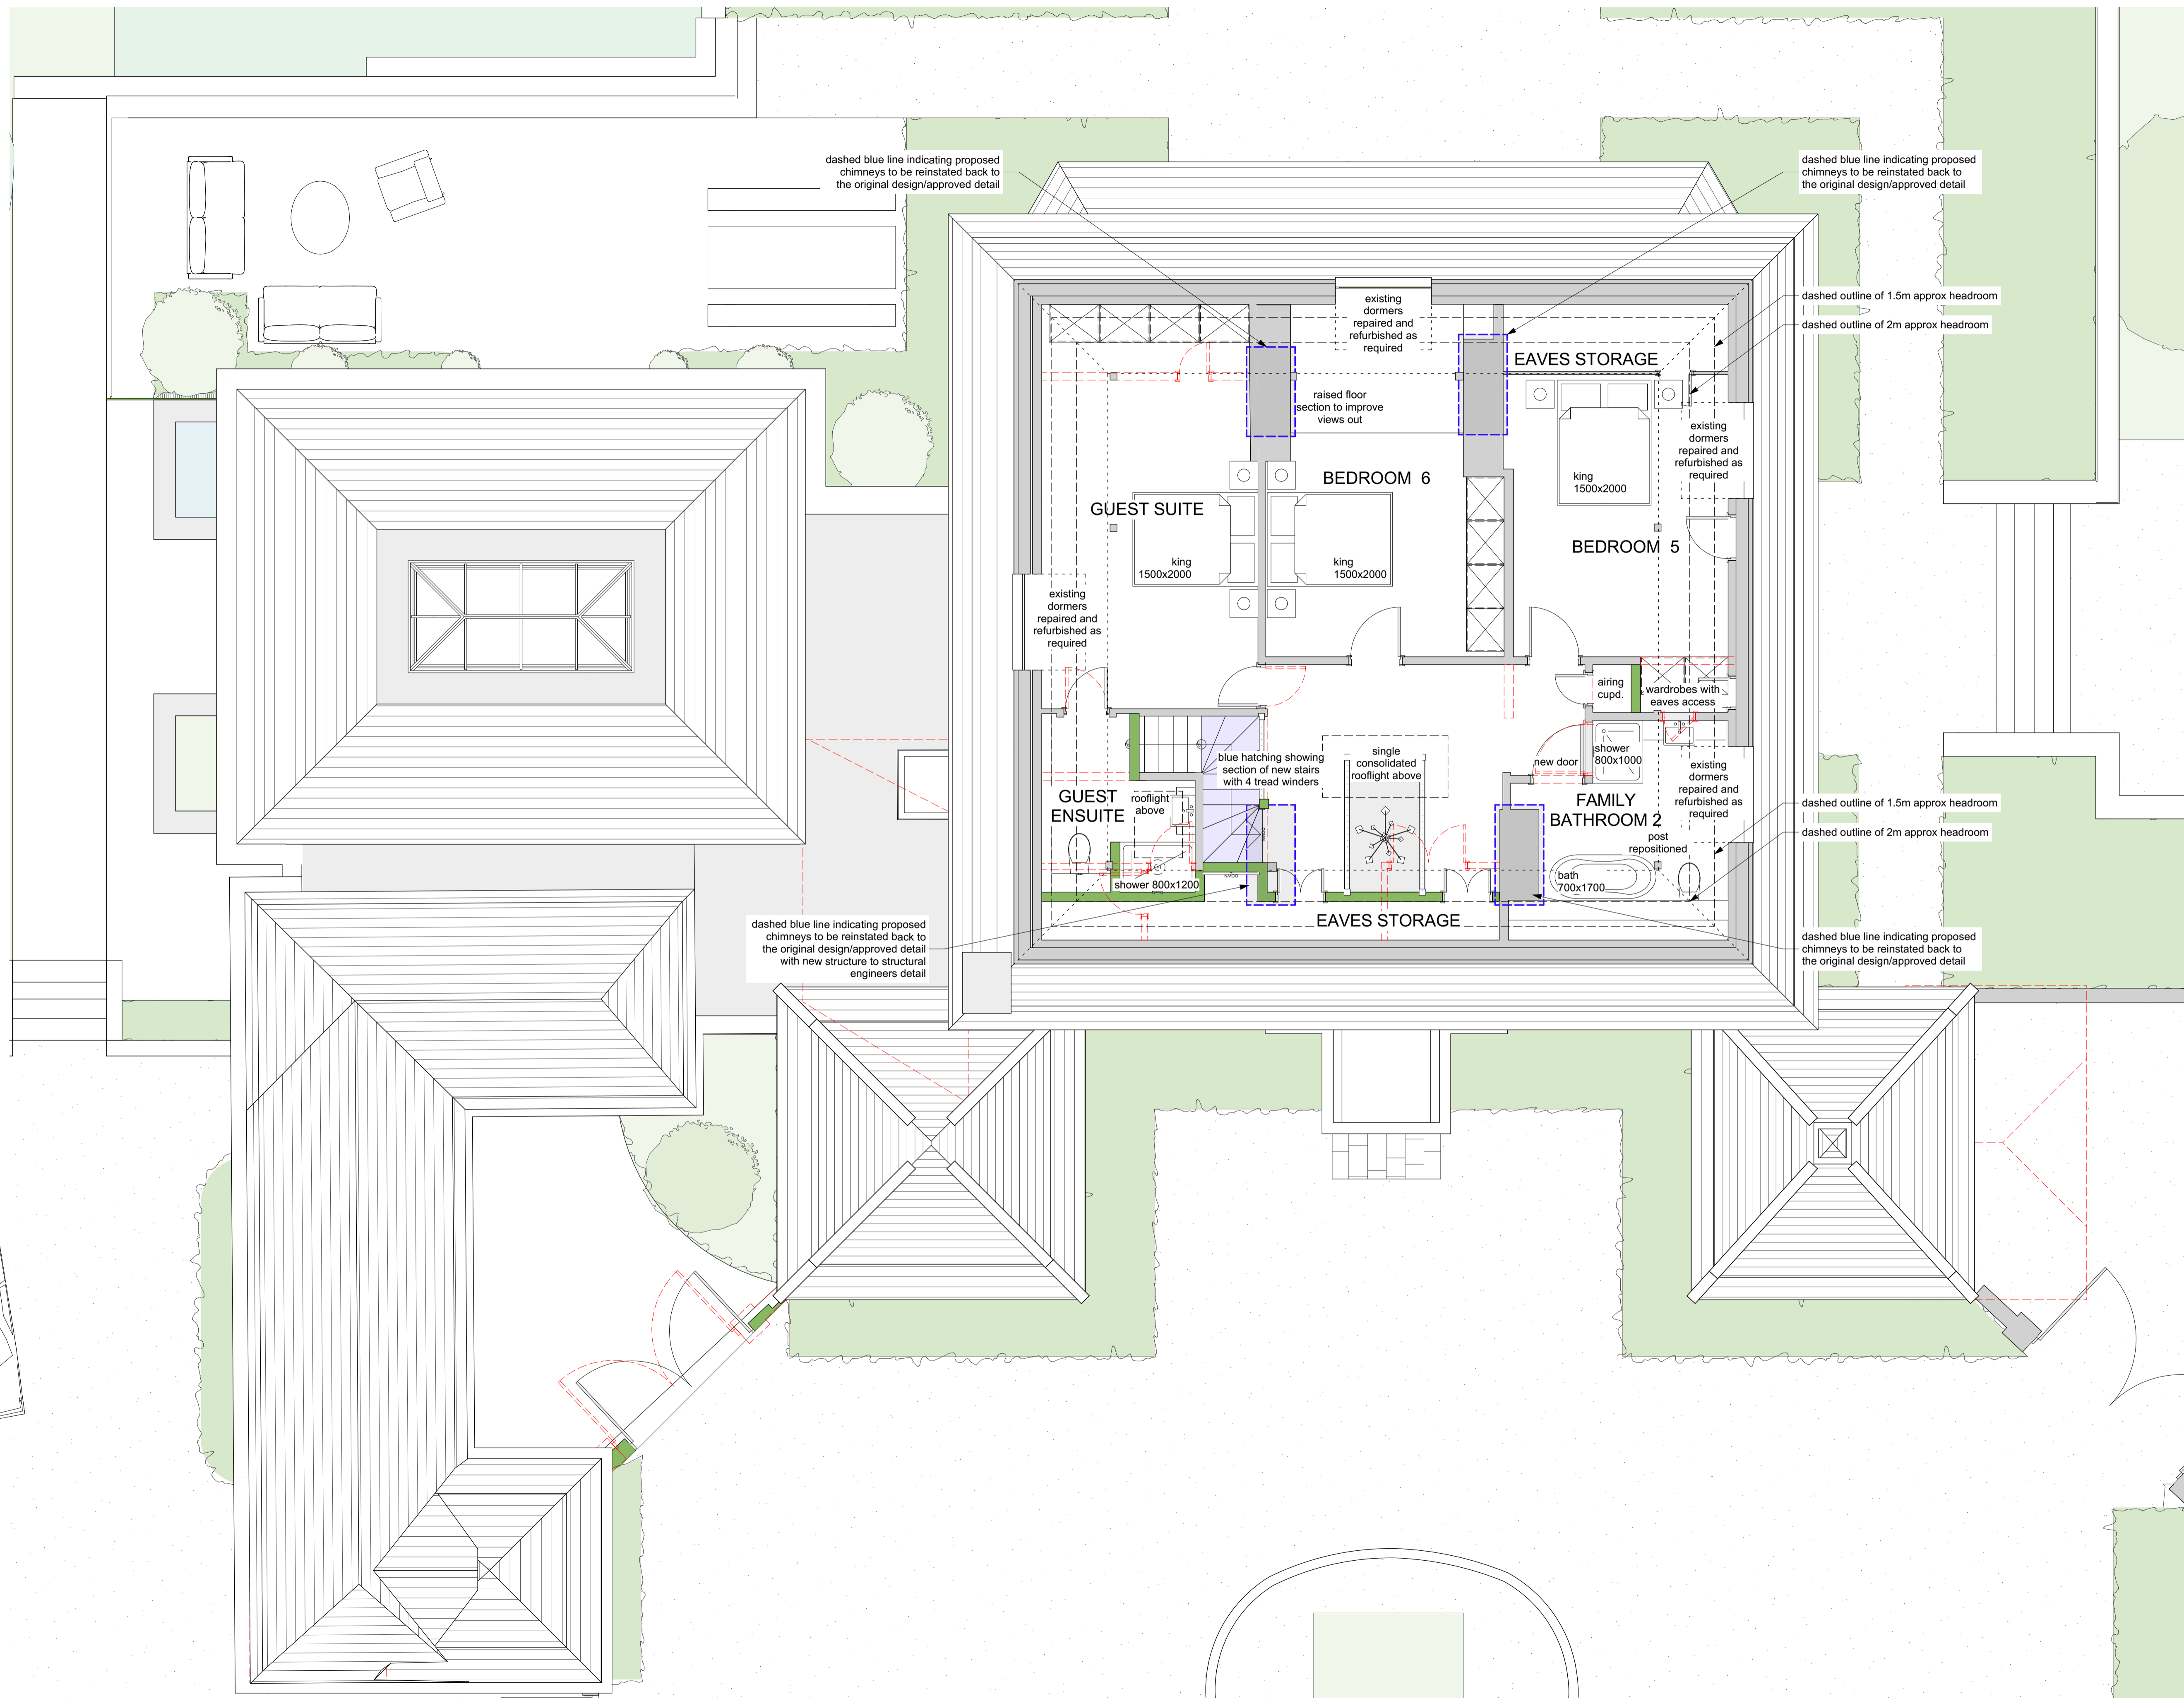 dashed blue line indicating proposed
chimneys to be reinstated back to
the original design/approved detail
dashed blue line indicating proposed
chimneys to be reinstated back to
the original design/approved detail
dashed outline of 1.5m approx headroom
dashed outline of 2m approx headroom
existing
dormers
repaired and
refurbished as
required
EAVES STORAGE
raised floor
section to improve
views out
existing
dormers
repaired and
refurbished as
required
BEDROOM 6
king
1500x2000
GUEST SUITE
BEDROOM 5
king
1500x2000
king
1500x2000
existing
dormers
repaired and
refurbished as
required
airing
cupd.
wardrobes with
eaves access
blue hatching showing
section of new stairs
with 4 tread winders
single
consolidated
rooflight above
new door
shower
800x1000
existing
dormers
repaired and
refurbished as
required
GUEST
ENSUITE
rooflight
above
FAMILY
BATHROOM 2
dashed outline of 1.5m approx headroom
dashed outline of 2m approx headroom
post
repositioned
bath
700x1700
shower 800x1200
DOWN
EAVES STORAGE
dashed blue line indicating proposed
chimneys to be reinstated back to
the original design/approved detail
with new structure to structural
engineers detail
dashed blue line indicating proposed
chimneys to be reinstated back to
the original design/approved detail